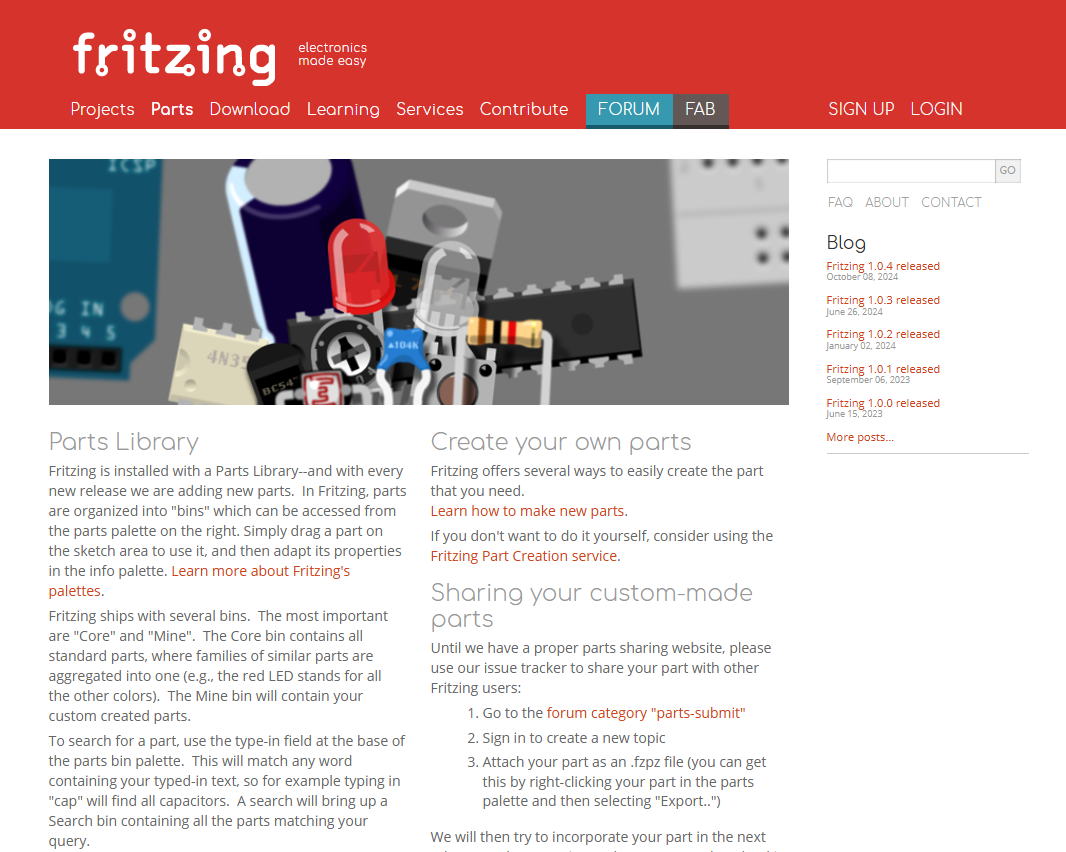 fritzing
electronics
made easy
Projects Parts Download Learning Services Contribute FORUM FAB SIGN UP LOGIN
ICSP
IN
3 4 5
4N35
BC547
104K
GO
FAQ ABOUT CONTACT
Blog
Fritzing 1.0.4 released
October 08, 2024
Fritzing 1.0.3 released
June 26, 2024
Fritzing 1.0.2 released
January 02, 2024
Fritzing 1.0.1 released
September 06, 2023
Fritzing 1.0.0 released
June 15, 2023
More posts...
Parts Library
Fritzing is installed with a Parts Library--and with every
new release we are adding new parts.  In Fritzing, parts
are organized into "bins" which can be accessed from
the parts palette on the right. Simply drag a part on
the sketch area to use it, and then adapt its properties
in the info palette. Learn more about Fritzing's
palettes.
Fritzing ships with several bins.  The most important
are "Core" and "Mine".  The Core bin contains all
standard parts, where families of similar parts are
aggregated into one (e.g., the red LED stands for all
the other colors).  The Mine bin will contain your
custom created parts.
To search for a part, use the type-in field at the base of
the parts bin palette.  This will match any word
containing your typed-in text, so for example typing in
"cap" will find all capacitors.  A search will bring up a
Search bin containing all the parts matching your
query.
Create your own parts
Fritzing offers several ways to easily create the part
that you need.
Learn how to make new parts.
If you don't want to do it yourself, consider using the
Fritzing Part Creation service.
Sharing your custom-made
parts
Until we have a proper parts sharing website, please
use our issue tracker to share your part with other
Fritzing users:
1. Go to the forum category "parts-submit"
2. Sign in to create a new topic
3. Attach your part as an .fzpz file (you can get
this by right-clicking your part in the parts
palette and then selecting "Export..")
We will then try to incorporate your part in the next